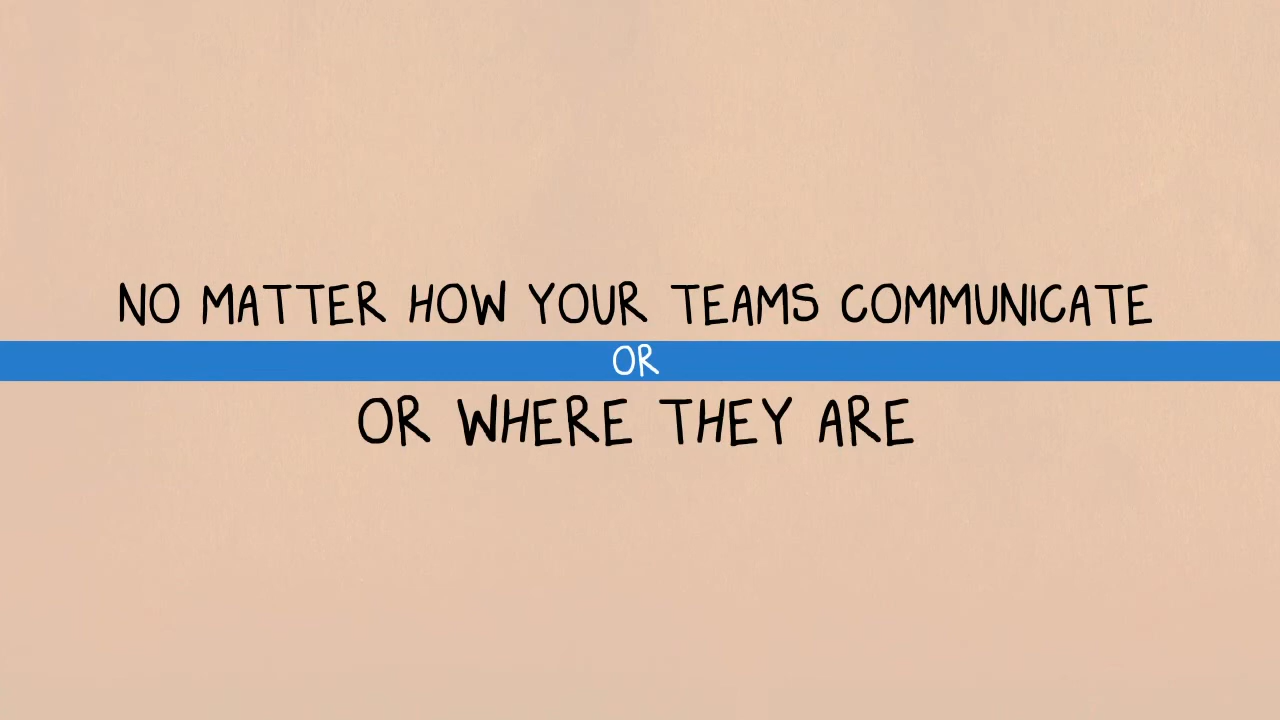 NO MATTER HOW YOUR TEAMS COMMUNICATE
OR
OR WHERE THEY ARE